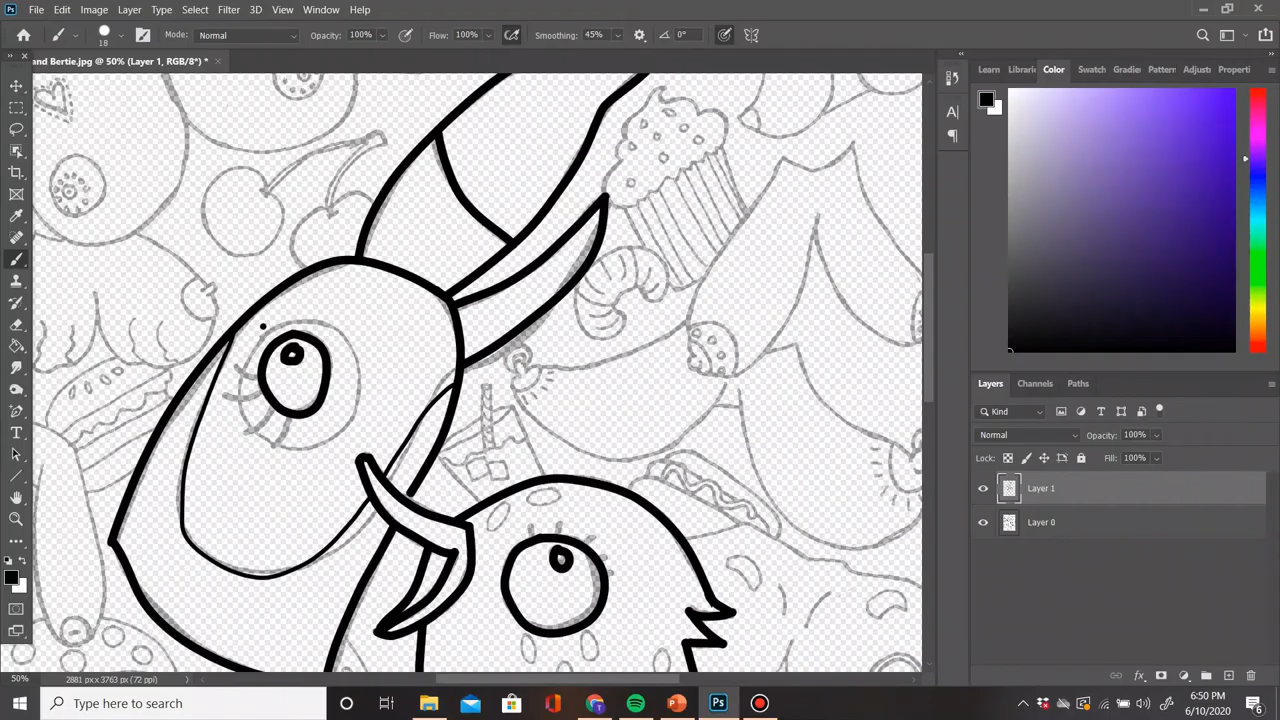 Ps File Edit Image Layer Type Select Filter 3D View Window Help
18 Mode: Normal Opacity: 100% Flow: 100% Smoothing: 45% 0°
and Bertie.jpg @ 50% (Layer 1, RGB/8*) * ×
Learn Librari Color Swatch Gradie Pattern Adjust Properti
Layers Channels Paths
Kind
Normal Opacity: 100%
Lock: Fill: 100%
Layer 1
Layer 0
50% 2881 px x 3763 px (72 ppi)
Type here to search
6:50 PM
6/10/2020
6